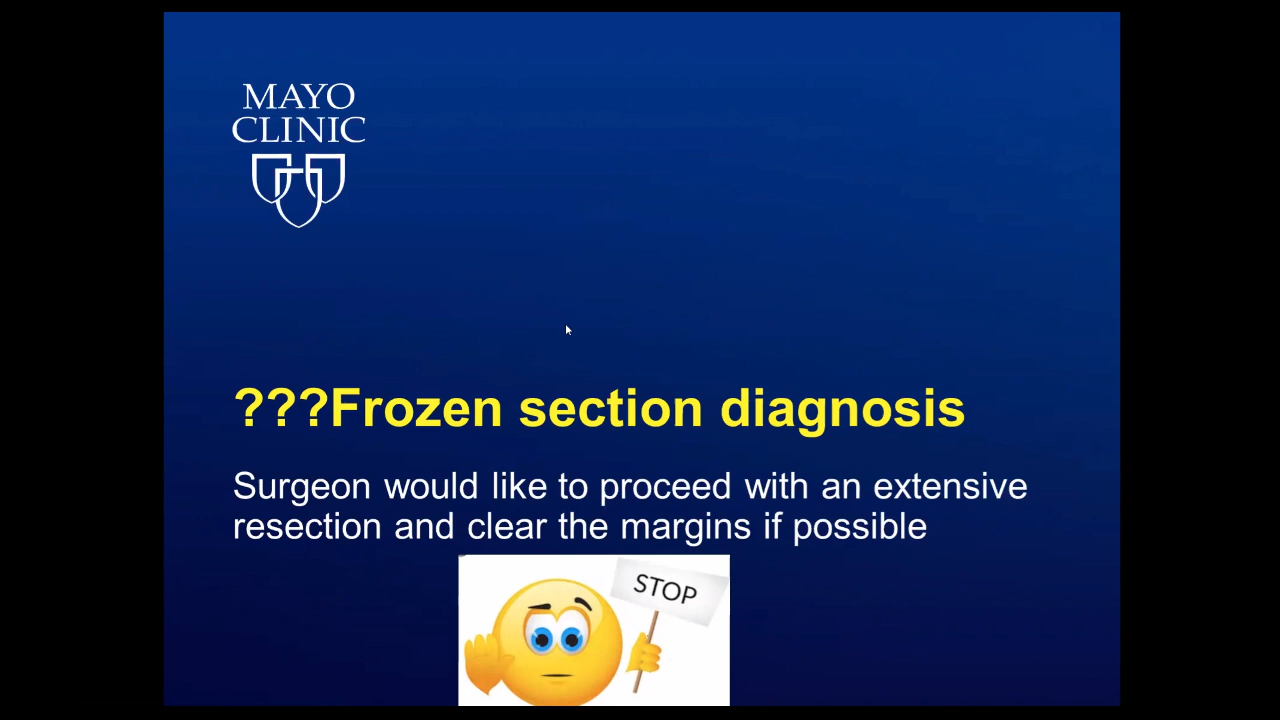 MAYO
CLINIC
???Frozen section diagnosis
Surgeon would like to proceed with an extensive
resection and clear the margins if possible
STOP